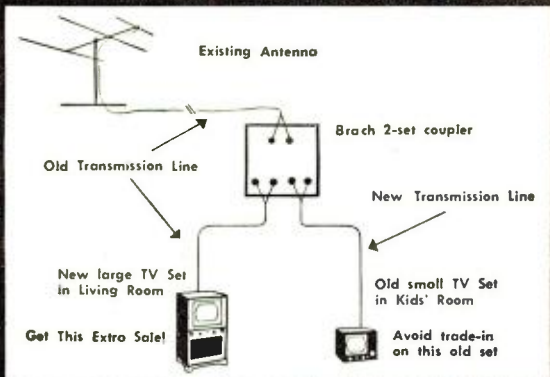 Existing Antenna
Brach 2-set coupler
Old Transmission Line
New Transmission Line
New large TV Set
in Living Room
Get This Extra Sale!
Old small TV Set
in Kids' Room
Avoid trade-in
on this old set